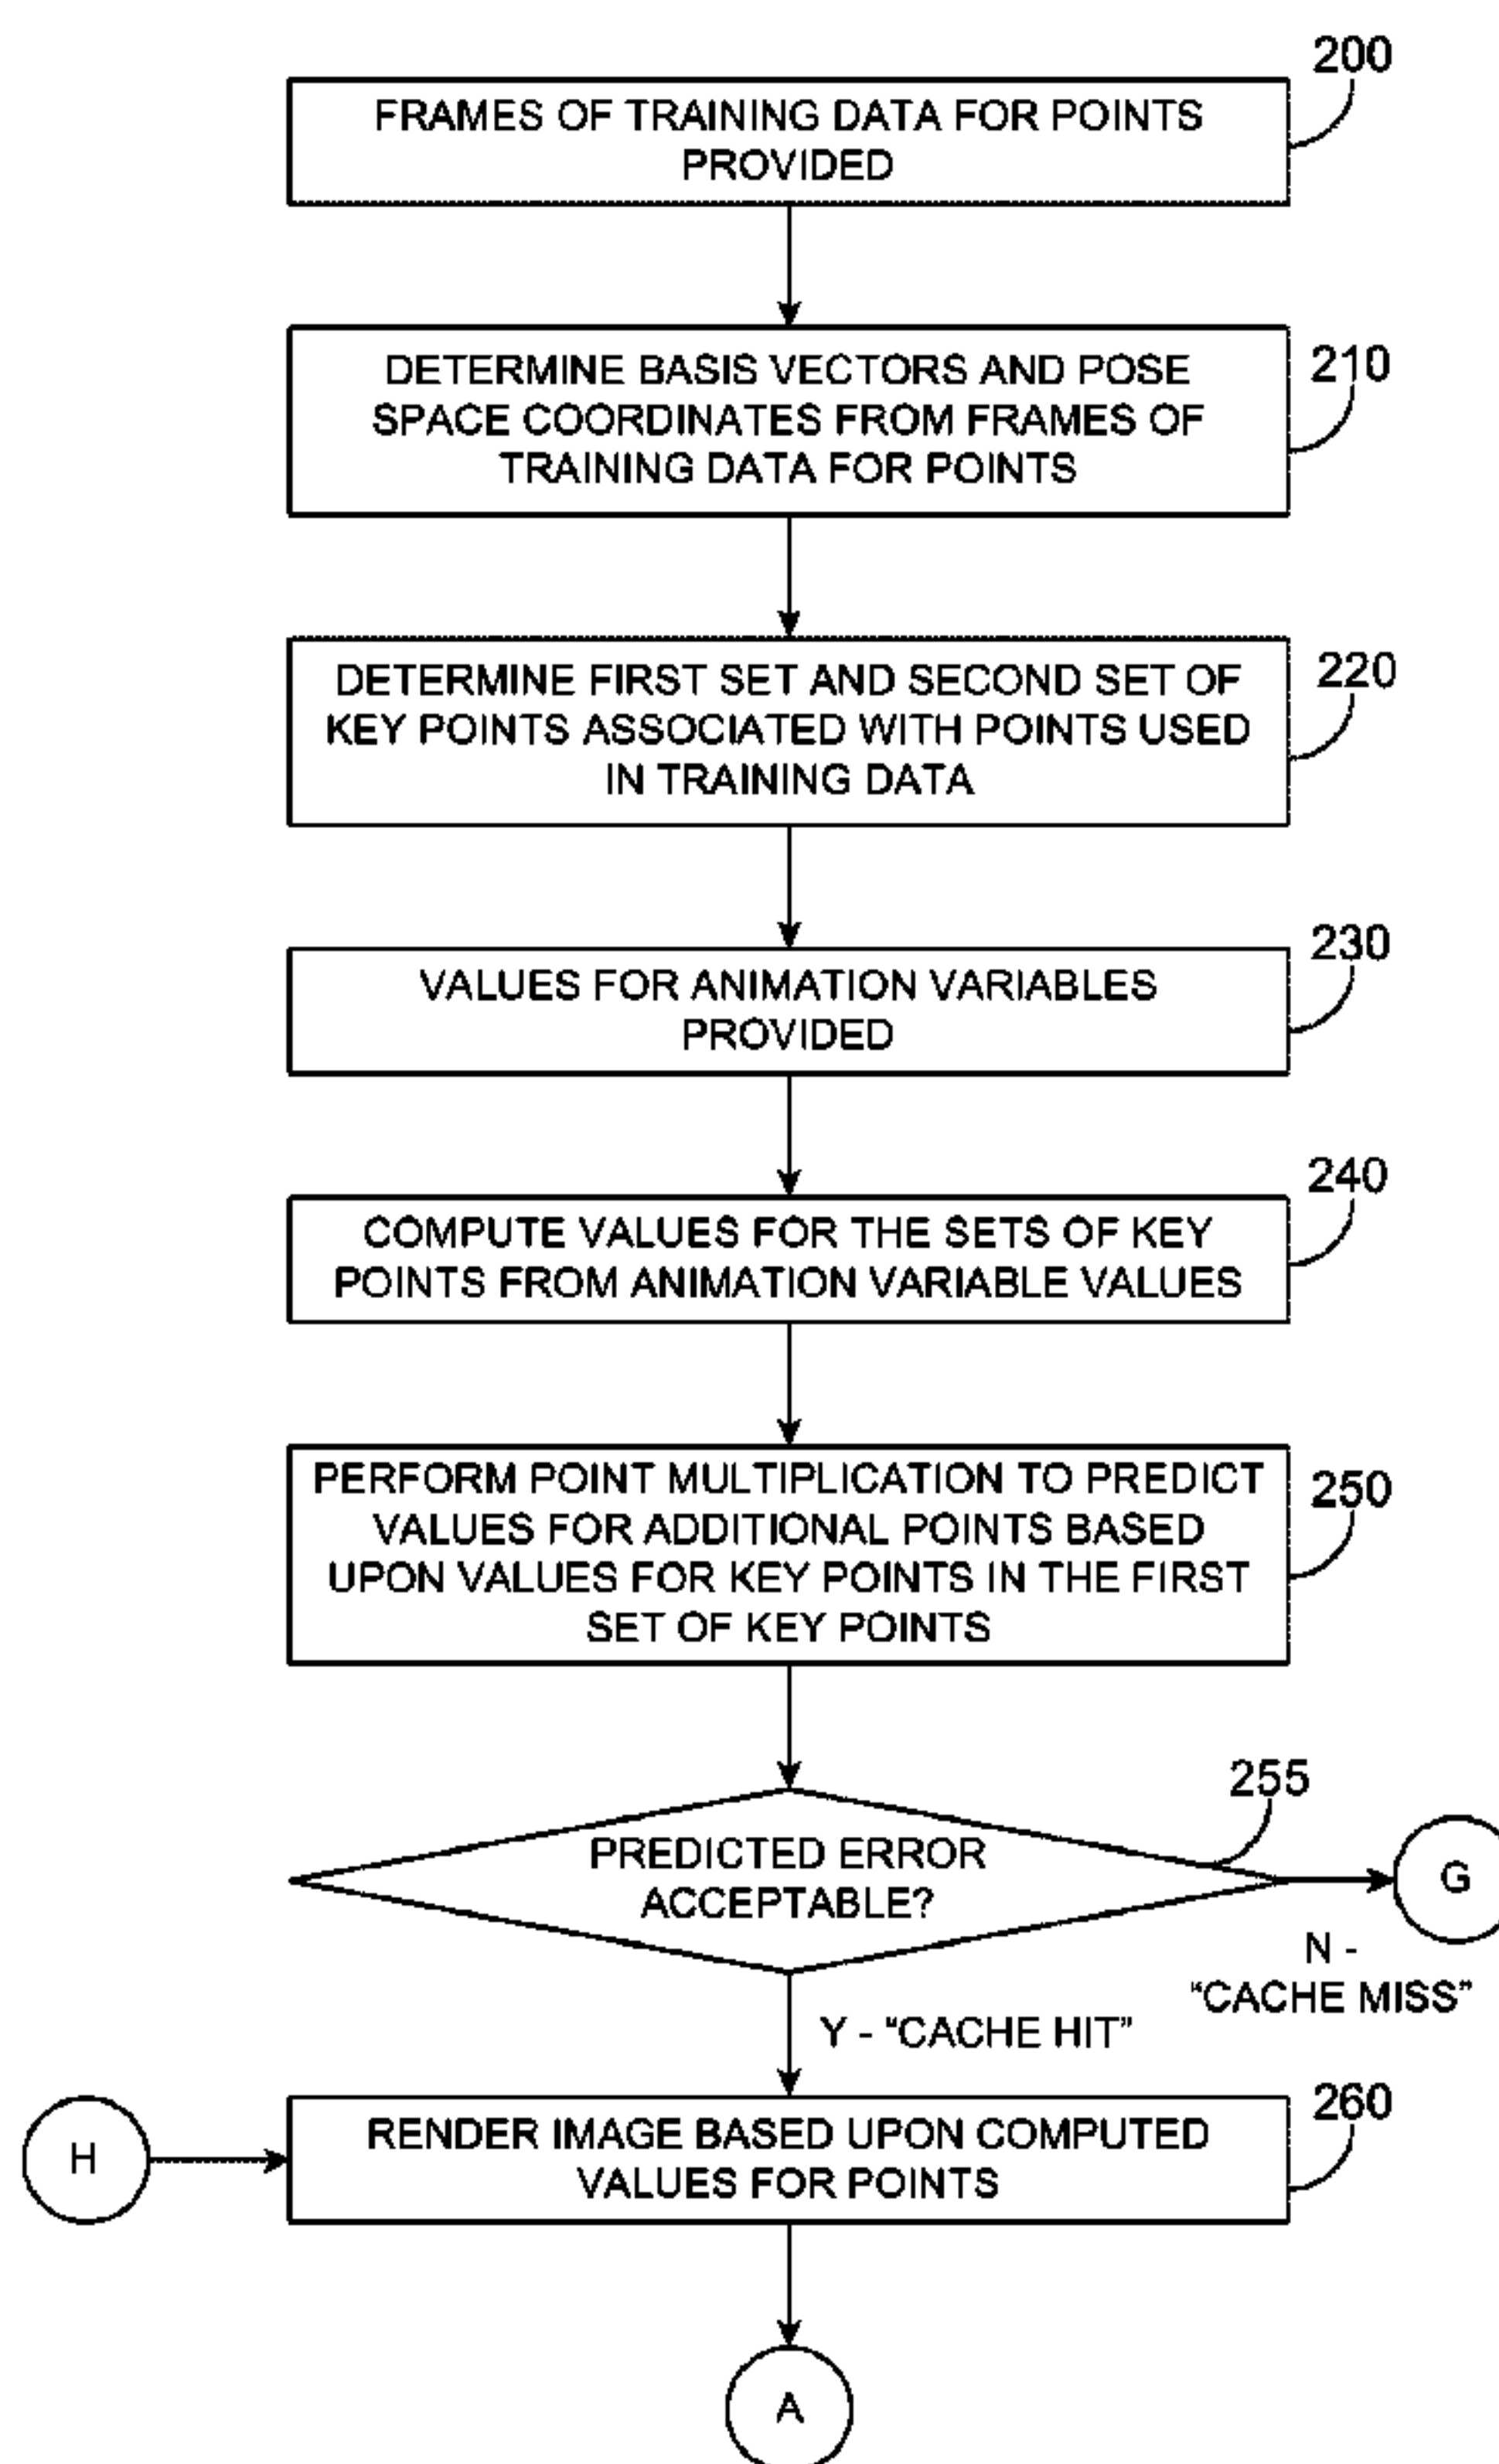 200
FRAMES OF TRAINING DATA FOR POINTS
PROVIDED
210
DETERMINE BASIS VECTORS AND POSE
SPACE COORDINATES FROM FRAMES OF
TRAINING DATA FOR POINTS
220
DETERMINE FIRST SET AND SECOND SET OF
KEY POINTS ASSOCIATED WITH POINTS USED
IN TRAINING DATA
230
VALUES FOR ANIMATION VARIABLES
PROVIDED
240
COMPUTE VALUES FOR THE SETS OF KEY
POINTS FROM ANIMATION VARIABLE VALUES
250
PERFORM POINT MULTIPLICATION TO PREDICT
VALUES FOR ADDITIONAL POINTS BASED
UPON VALUES FOR KEY POINTS IN THE FIRST
SET OF KEY POINTS
255
PREDICTED ERROR
ACCEPTABLE?
G
N -
"CACHE MISS"
Y - "CACHE HIT"
260
H
RENDER IMAGE BASED UPON COMPUTED
VALUES FOR POINTS
A